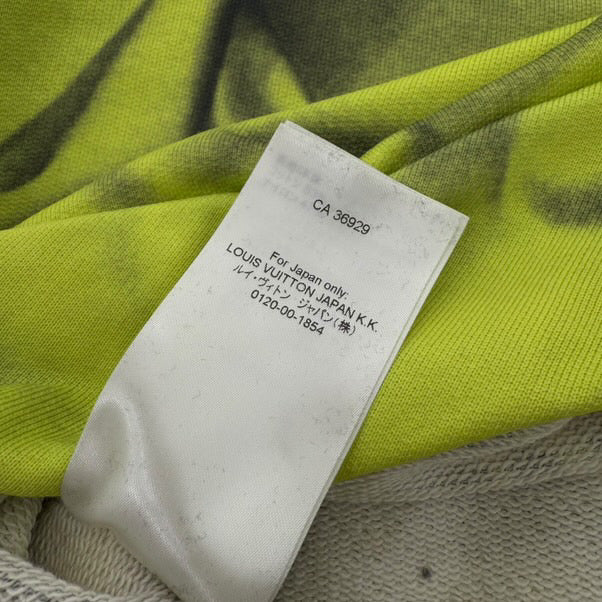 CA 36929
For Japan only:
LOUIS VUITTON JAPAN K.K.
ルイ・ヴィトン ジャパン(株)
0120-00-1854